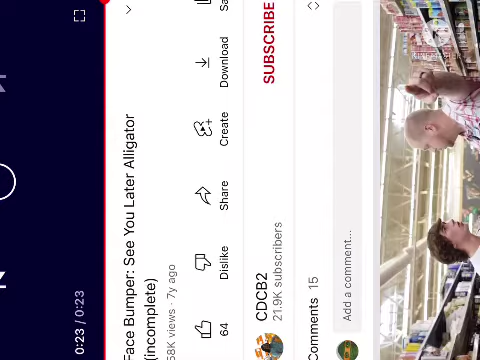 0:23 / 0:23
Face Bumper: See You Later Alligator
(incomplete)
58K views · 7y ago
64
Dislike
Share
Create
Download
CDCB2
21.9K subscribers
SUBSCRIBE
Comments 15
Add a comment...